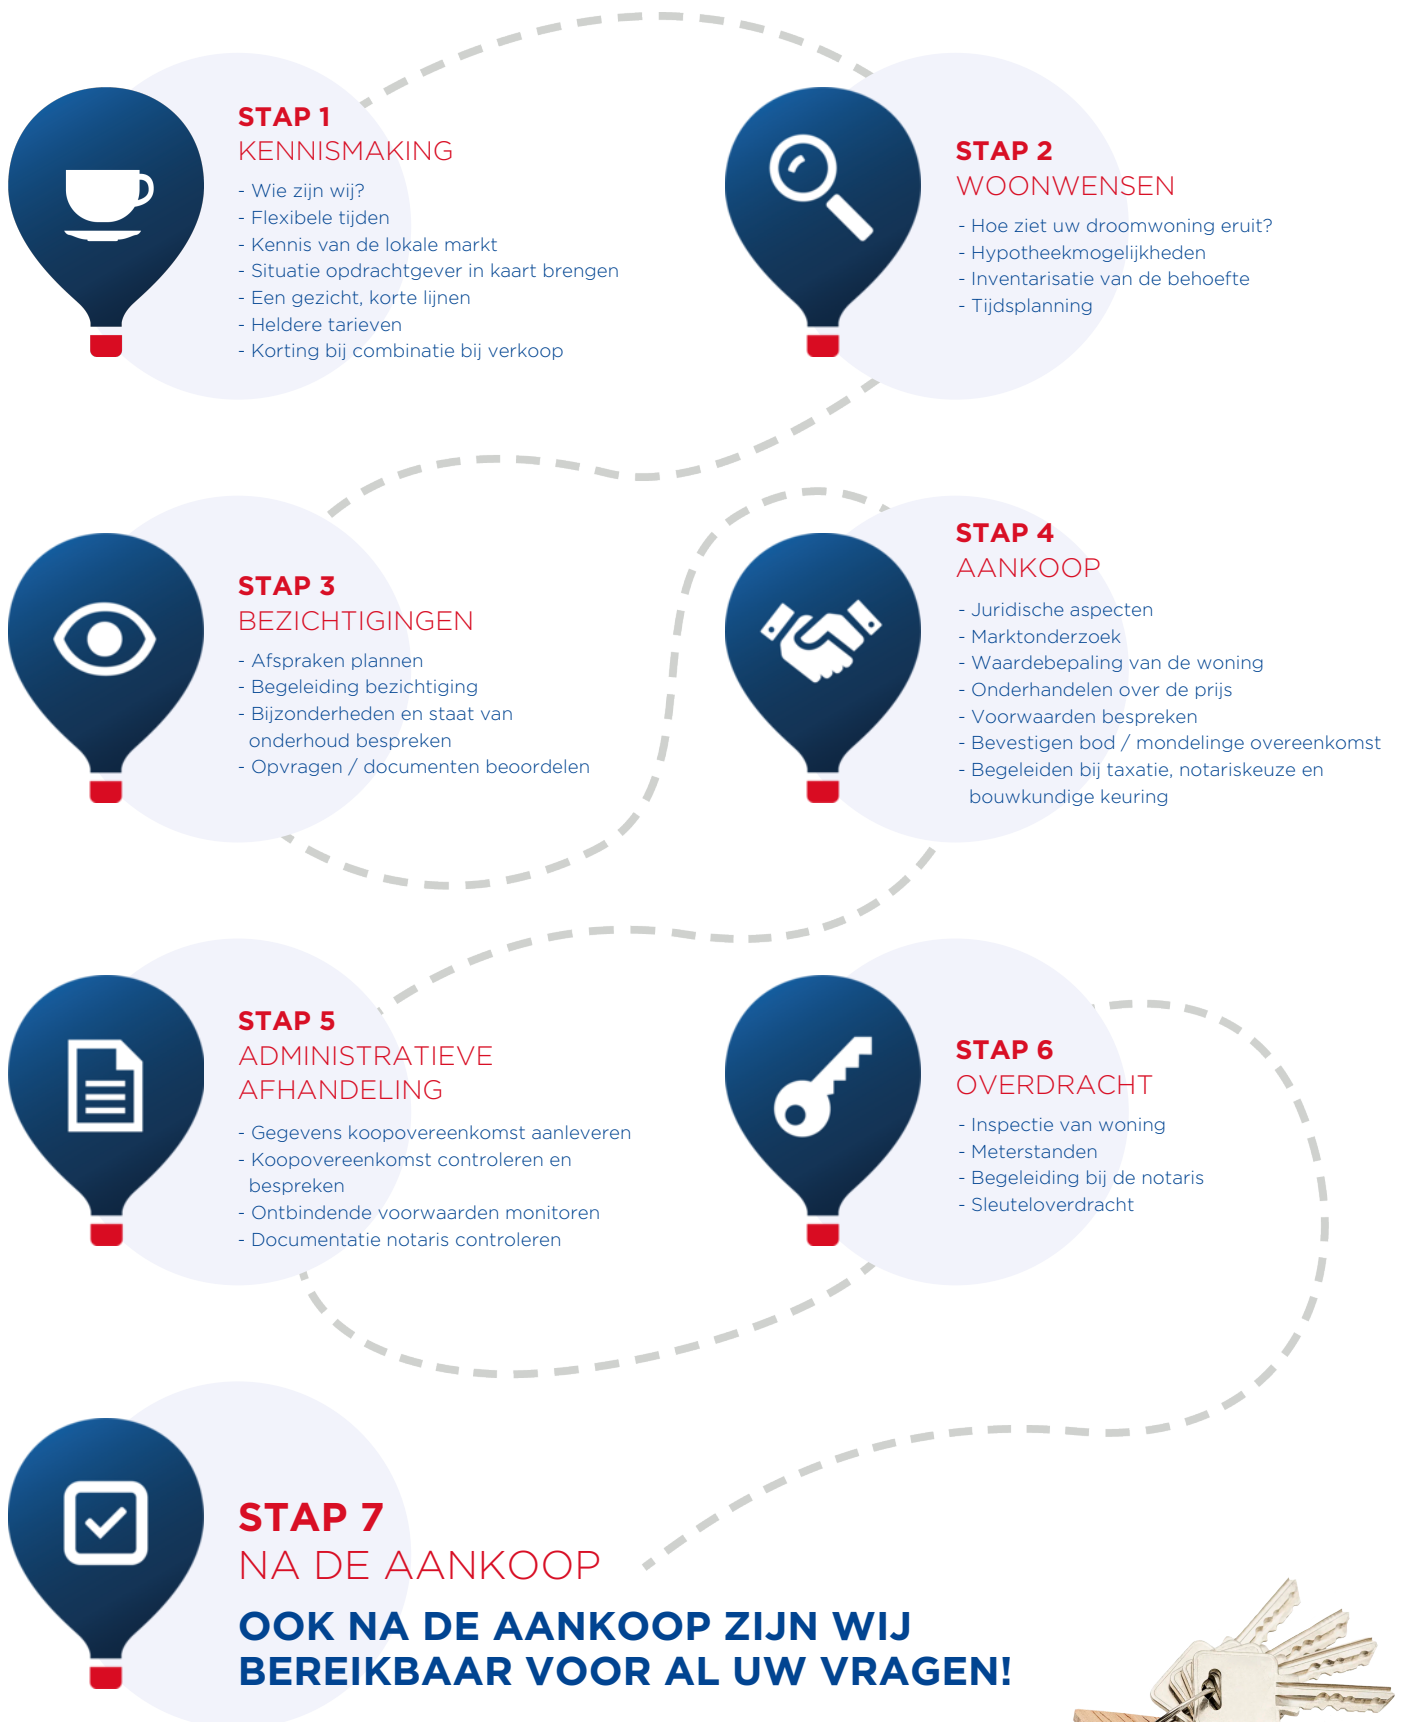 STAP 1
KENNISMAKING
- Wie zijn wij?
- Flexibele tijden
- Kennis van de lokale markt
- Situatie opdrachtgever in kaart brengen
- Een gezicht, korte lijnen
- Heldere tarieven
- Korting bij combinatie bij verkoop
STAP 2
WOONWENSEN
- Hoe ziet uw droomwoning eruit?
- Hypotheekmogelijkheden
- Inventarisatie van de behoefte
- Tijdsplanning
STAP 3
BEZICHTIGINGEN
- Afspraken plannen
- Begeleiding bezichtiging
- Bijzonderheden en staat van
onderhoud bespreken
- Opvragen / documenten beoordelen
STAP 4
AANKOOP
- Juridische aspecten
- Marktonderzoek
- Waardebepaling van de woning
- Onderhandelen over de prijs
- Voorwaarden bespreken
- Bevestigen bod / mondelinge overeenkomst
- Begeleiden bij taxatie, notariskeuze en
bouwkundige keuring
STAP 5
ADMINISTRATIEVE
AFHANDELING
- Gegevens koopovereenkomst aanleveren
- Koopovereenkomst controleren en
bespreken
- Ontbindende voorwaarden monitoren
- Documentatie notaris controleren
STAP 6
OVERDRACHT
- Inspectie van woning
- Meterstanden
- Begeleiding bij de notaris
- Sleuteloverdracht
STAP 7
NA DE AANKOOP
OOK NA DE AANKOOP ZIJN WIJ
BEREIKBAAR VOOR AL UW VRAGEN!